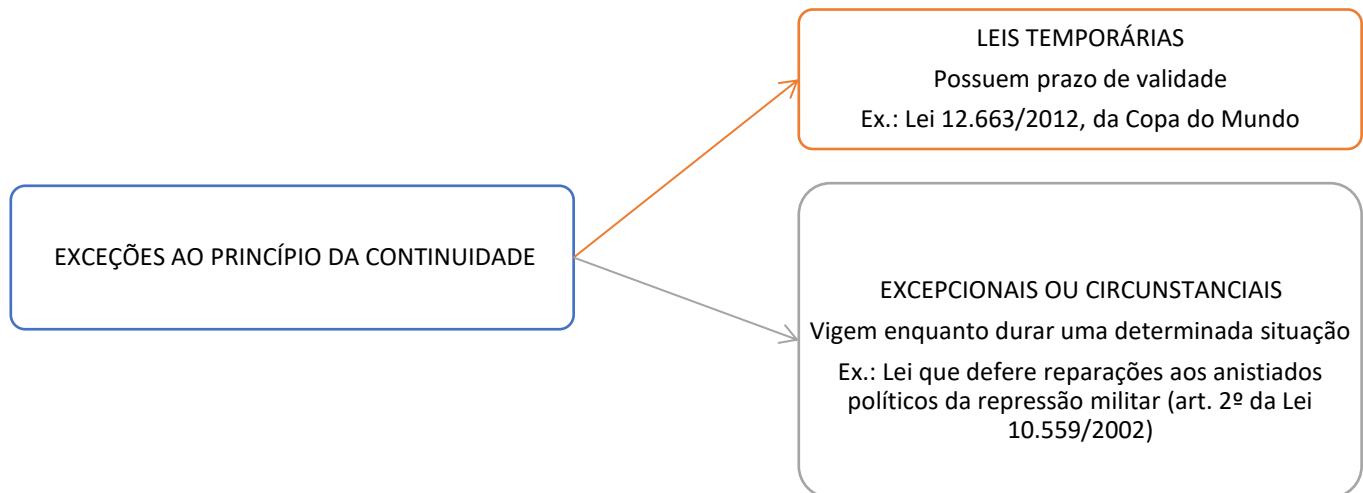 LEIS TEMPORÁRIAS
Possuem prazo de validade
Ex.: Lei 12.663/2012, da Copa do Mundo
EXCEÇÕES AO PRINCÍPIO DA CONTINUIDADE
EXCEPCIONAIS OU CIRCUNSTANCIAIS
Vigem enquanto durar uma determinada situação
Ex.: Lei que defere reparações aos anistiados
políticos da repressão militar (art. 2º da Lei
10.559/2002)